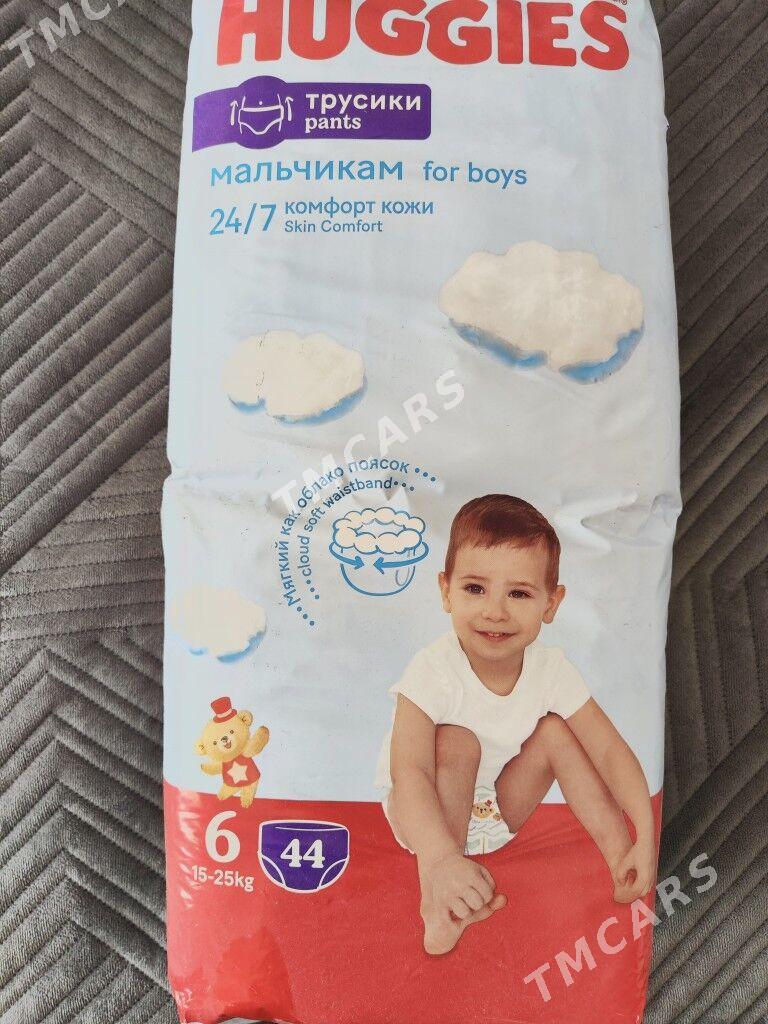 TMCARS
HUGGIES
трусики
pants
мальчикам for boys
24/7 комфорт кожи
Skin Comfort
TMCARS
Мягкий как облако поясок
cloud soft waistband
6
15-25kg
44
TMCARS